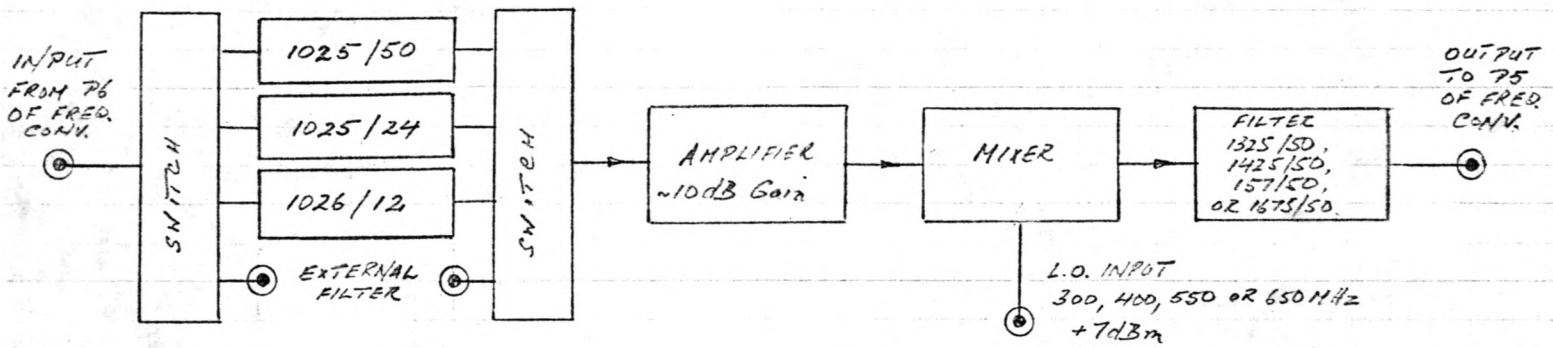 INPUT
FROM P6
OF FREQ.
CONV.
SWITCH
1025/50
1025/24
1026/12
EXTERNAL
FILTER
SWITCH
AMPLIFIER
~10dB Gain
MIXER
L.O. INPUT
300, 400, 550 OR 650 MHz
+7dBm
FILTER
1325/50,
1425/50,
157/50,
OR 1675/50.
OUTPUT
TO P5
OF FREQ.
CONV.